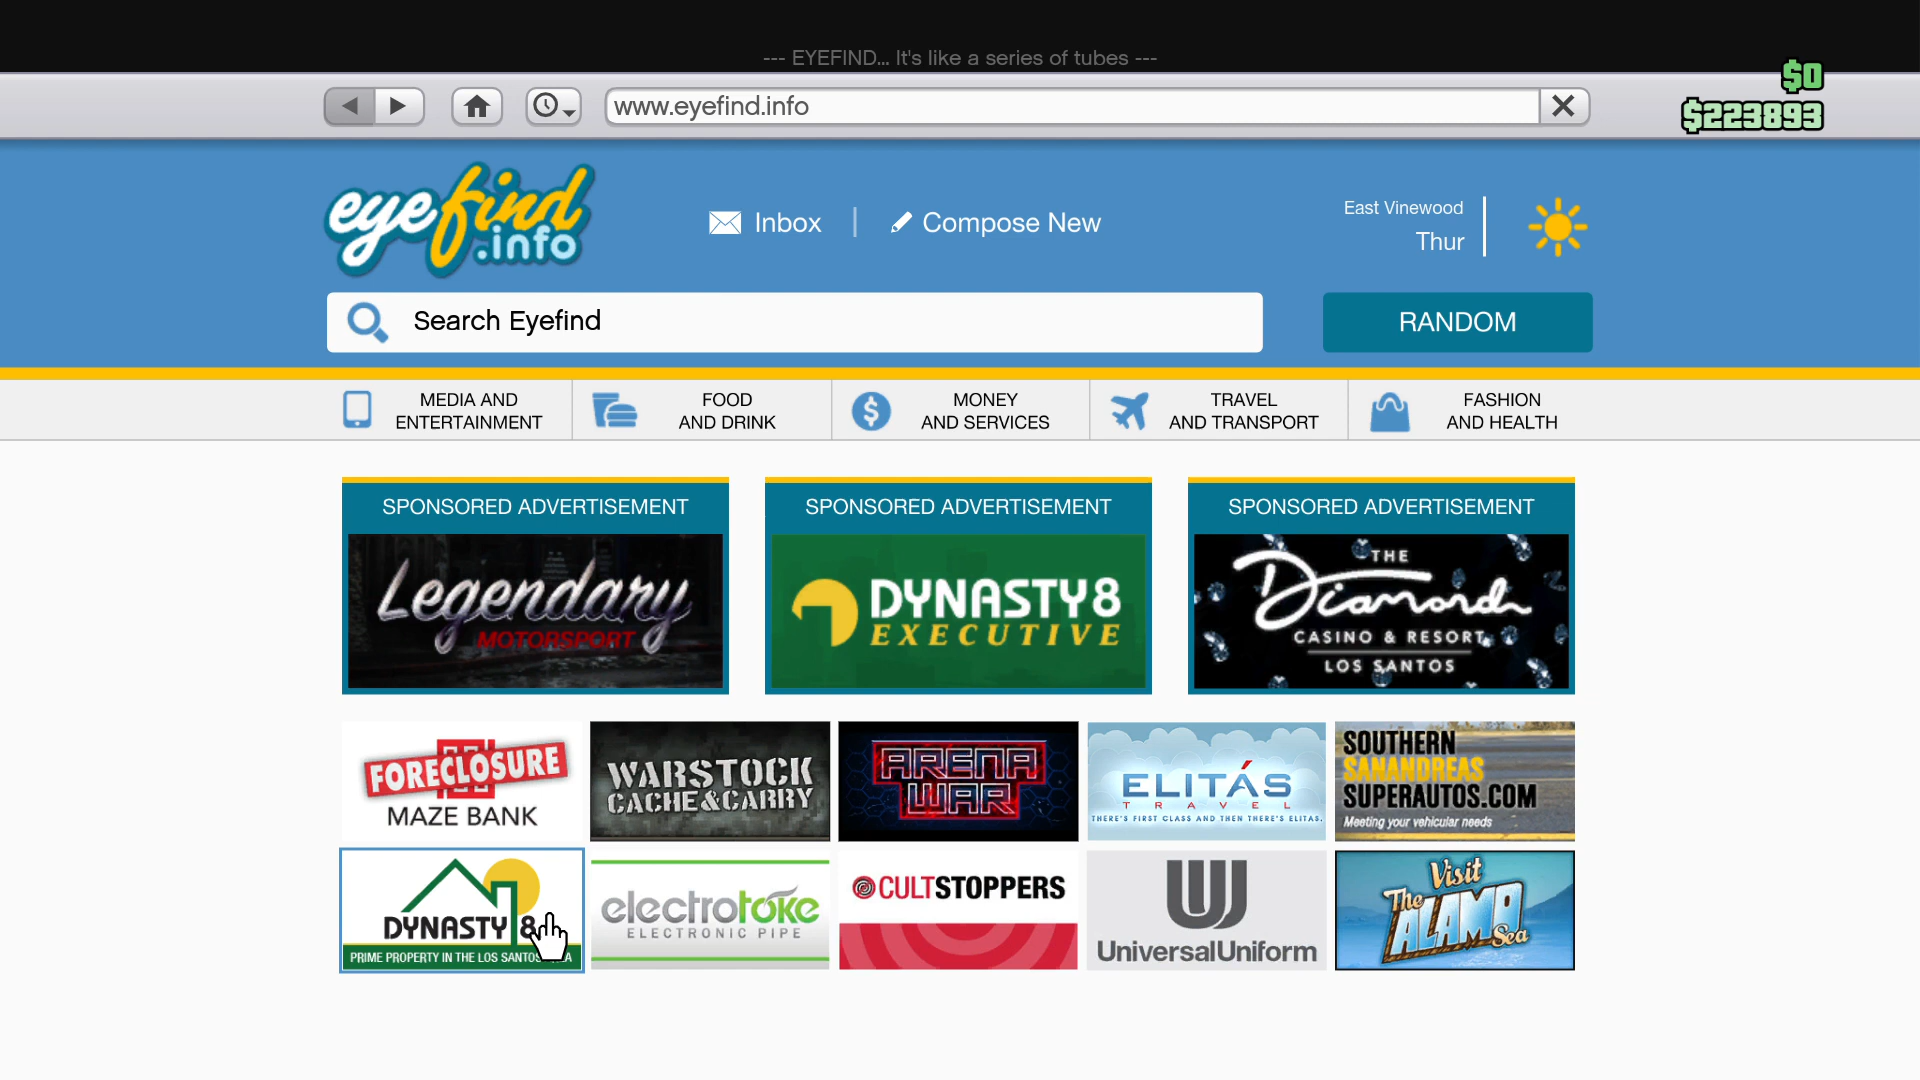 --- EYEFIND... It's like a series of tubes ---
$0
www.eyefind.info
$223893
eyefind.info
Inbox
Compose New
East Vinewood
Thur
Search Eyefind
RANDOM
MEDIA AND
ENTERTAINMENT
FOOD
AND DRINK
MONEY
AND SERVICES
TRAVEL
AND TRANSPORT
FASHION
AND HEALTH
SPONSORED ADVERTISEMENT
Legendary
MOTORSPORT
SPONSORED ADVERTISEMENT
DYNASTY8
EXECUTIVE
SPONSORED ADVERTISEMENT
THE
Diamond
CASINO & RESORT
LOS SANTOS
FORECLOSURE
MAZE BANK
WARSTOCK
CACHE&CARRY
ARENA
WAR
ELITÁS
TRAVEL
THERE'S FIRST CLASS AND THEN THERE'S ELITAS.
SOUTHERN
SANANDREAS
SUPERAUTOS.COM
Meeting your vehicular needs
DYNASTY 8
PRIME PROPERTY IN THE LOS SANTOS
electrotoke
ELECTRONIC PIPE
CULTSTOPPERS
UniversalUniform
Visit
The
ALAMO
Sea